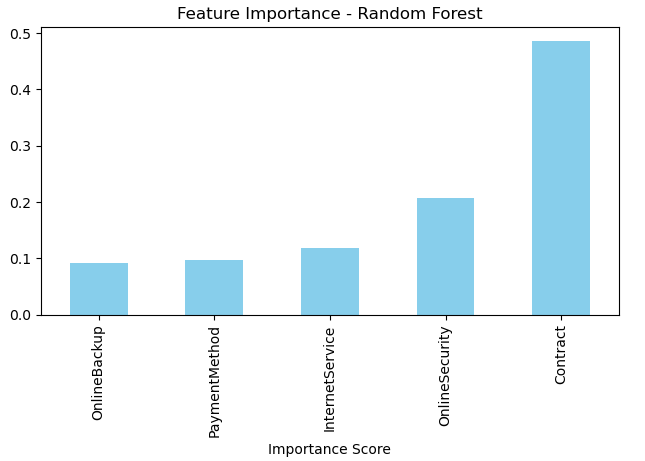 Feature Importance - Random Forest
0.5
0.4
0.3
0.2
0.1
0.0
OnlineBackup
PaymentMethod
InternetService
OnlineSecurity
Contract
Importance Score